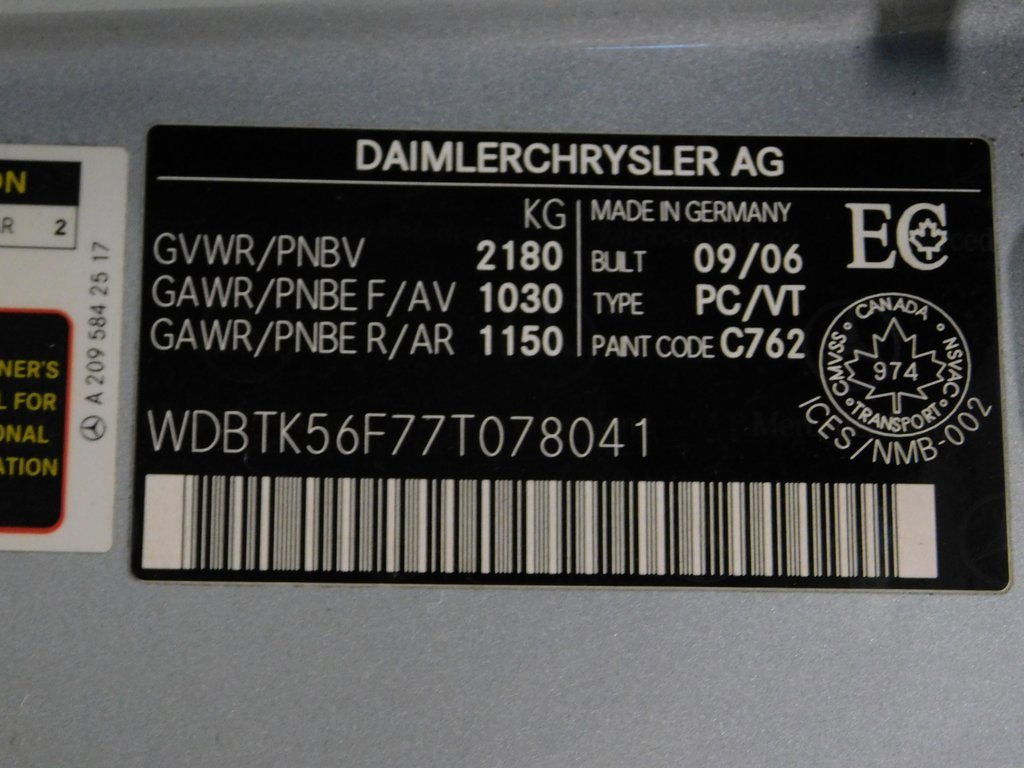 DAIMLERCHRYSLER AG
KG
GVWR/PNBV 2180
GAWR/PNBE F/AV 1030
GAWR/PNBE R/AR 1150
MADE IN GERMANY
BUILT 09/06
TYPE PC/VT
PAINT CODE C762
EC
CANADA
CMVSS
NSVAC
974
TRANSPORT
ICES/NMB-002
WDBTK56F77T078041
ON
R 2
A 209 584 25 17
NER'S
L FOR
ONAL
ATION